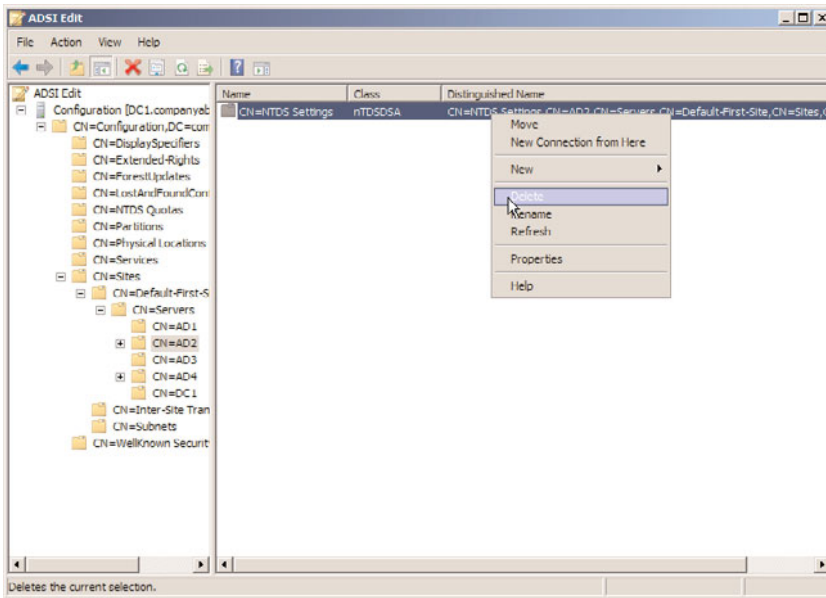 ADSI Edit
File Action View Help
ADSI Edit
Configuration [DC1.companyab
CN=Configuration,DC=com
CN=DisplaySpecifiers
CN=Extended-Rights
CN=ForestUpdates
CN=LostAndFoundCon
CN=NTDS Quotas
CN=Partitions
CN=Physical Locations
CN=Services
CN=Sites
CN=Default-First-S
CN=Servers
CN=AD1
CN=AD2
CN=AD3
CN=AD4
CN=DC1
CN=Inter-Site Tran
CN=Subnets
CN=WellKnown Securit
Name Class Distinguished Name
CN=NTDS Settings nTDSDSA CN=NTDS Settings,CN=AD2,CN=Servers,CN=Default-First-Site,CN=Sites,C
Move
New Connection from Here
New
Delete
Rename
Refresh
Properties
Help
Deletes the current selection.